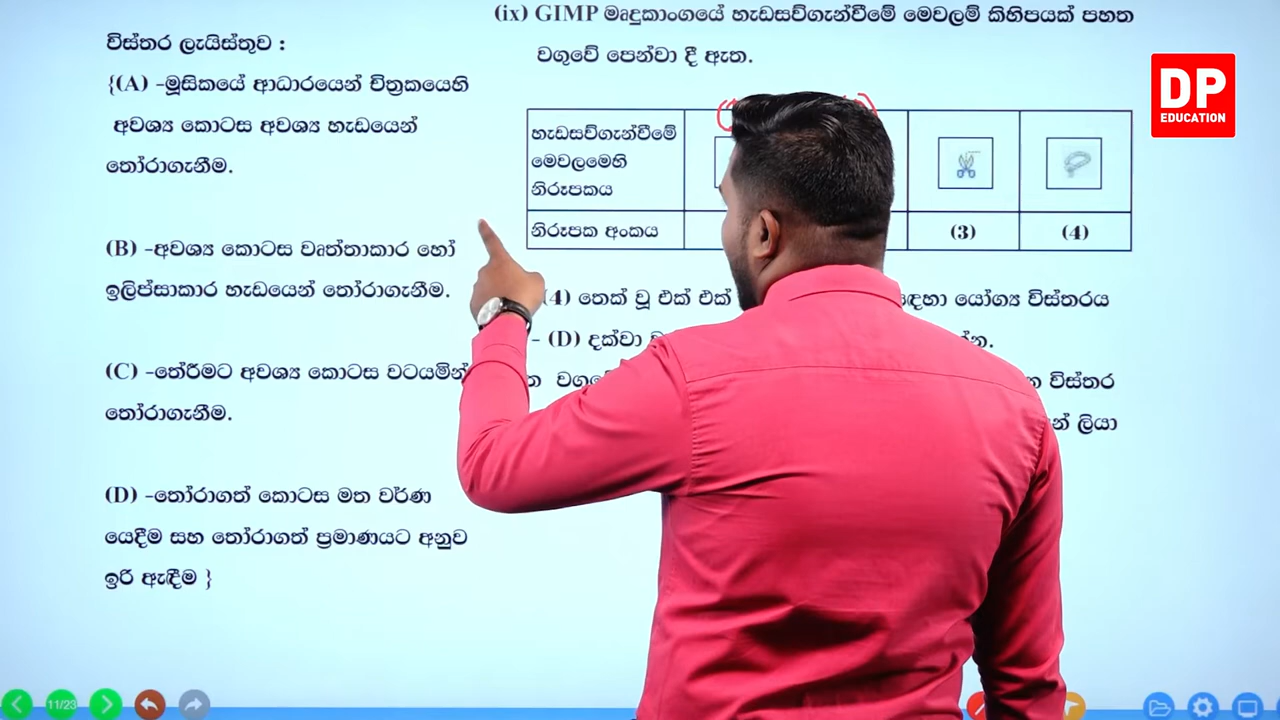 (ix) GIMP මෘදුකාංගයේ හැඩසව්ගැන්වීමේ මෙවලම් කිහිපයක් පහත
වගුවේ පෙන්වා දී ඇත.
හැඩසව්ගැන්වීමේ
මෙවලමෙහි
නිරූපකය
නිරූපක අංකය
(3)
(4)
(4) තෙක් වූ එක් එක්
යෝග්‍ය විස්තරය
- (D) දක්වා
විස්තර
ලියා
විස්තර ලැයිස්තුව :
{(A) -මූසිකයේ ආධාරයෙන් චිත්‍රකයෙහි
අවශ්‍ය කොටස අවශ්‍ය හැඩයෙන්
තෝරාගැනීම.
(B) -අවශ්‍ය කොටස වෘත්තාකාර හෝ
ඉලිප්සාකාර හැඩයෙන් තෝරාගැනීම.
(C) -තේරීමට අවශ්‍ය කොටස වටයමින්
තෝරාගැනීම.
(D) -තෝරාගත් කොටස මත වර්ණ
යෙදීම සහ තෝරාගත් ප්‍රමාණයට අනුව
ඉරි ඇඳීම }
DP
EDUCATION
11/23